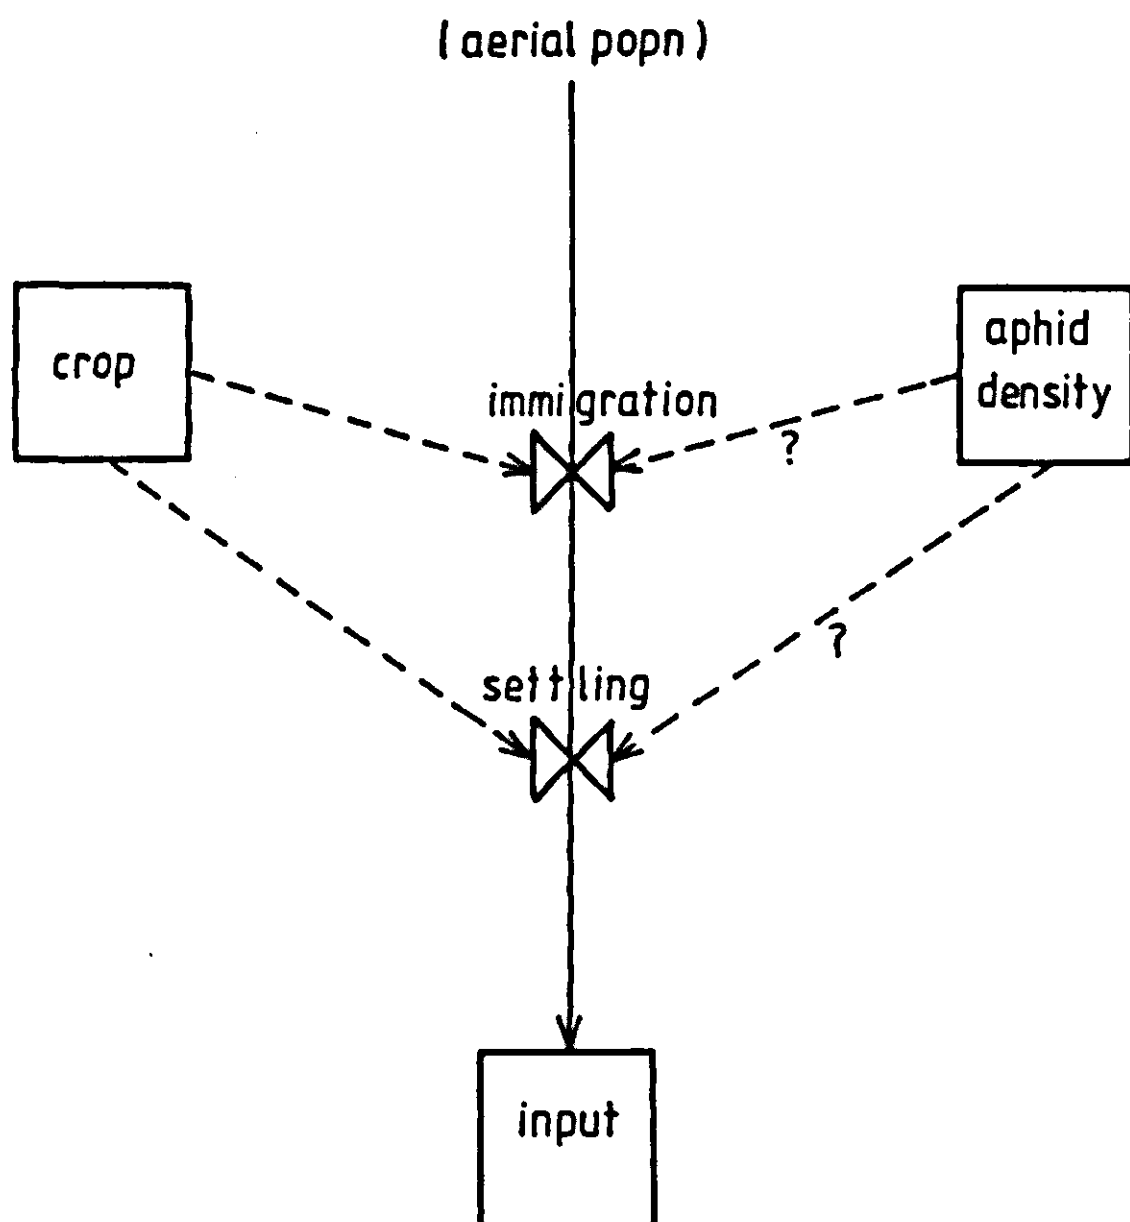 (aerial popn)
crop
aphid
density
immigration
?
?
settling
input